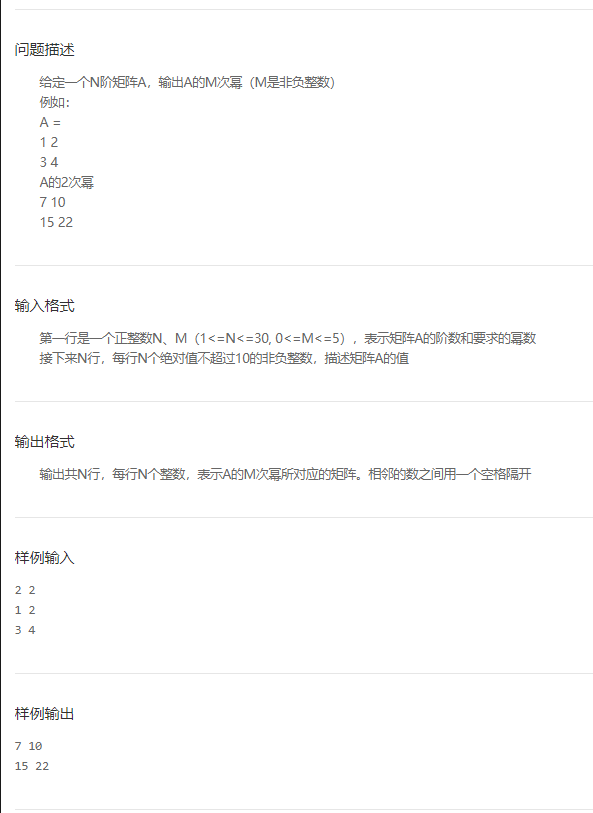 问题描述
给定一个N阶矩阵A，输出A的M次幂（M是非负整数）
例如：
A =
1 2
3 4
A的2次幂
7 10
15 22
输入格式
第一行是一个正整数N、M（1<=N<=30, 0<=M<=5），表示矩阵A的阶数和要求的幂数
接下来N行，每行N个绝对值不超过10的非负整数，描述矩阵A的值
输出格式
输出共N行，每行N个整数，表示A的M次幂所对应的矩阵。相邻的数之间用一个空格隔开
样例输入
2 2
1 2
3 4
样例输出
7 10
15 22